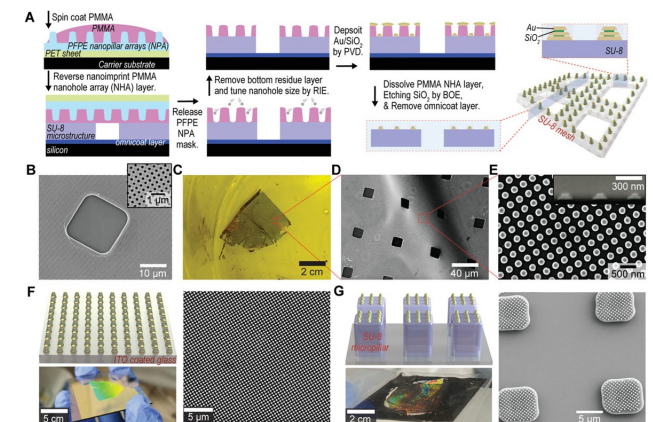 A
Spin coat PMMA
PMMA
PFPE nanopillar arrays (NPA)
PET sheet
Carrier substrate
Reverse nanoimprint PMMA
nanohole array (NHA) layer.
SU-8
microstructure
omnicoat layer
silicon
Release
PFPE
NPA
mask.
Remove bottom residue layer
and tune nanohole size by RIE.
Depsoit
Au/SiO2
by PVD.
Dissolve PMMA NHA layer,
Etching SiO2 by BOE,
& Remove omnicoat layer.
Au
SiO2
SU-8
SU-8 mesh
B
1 μm
10 μm
C
2 cm
D
40 μm
E
300 nm
500 nm
F
ITO coated glass
5 cm
5 μm
G
SU-8
micropillar
2 cm
5 μm